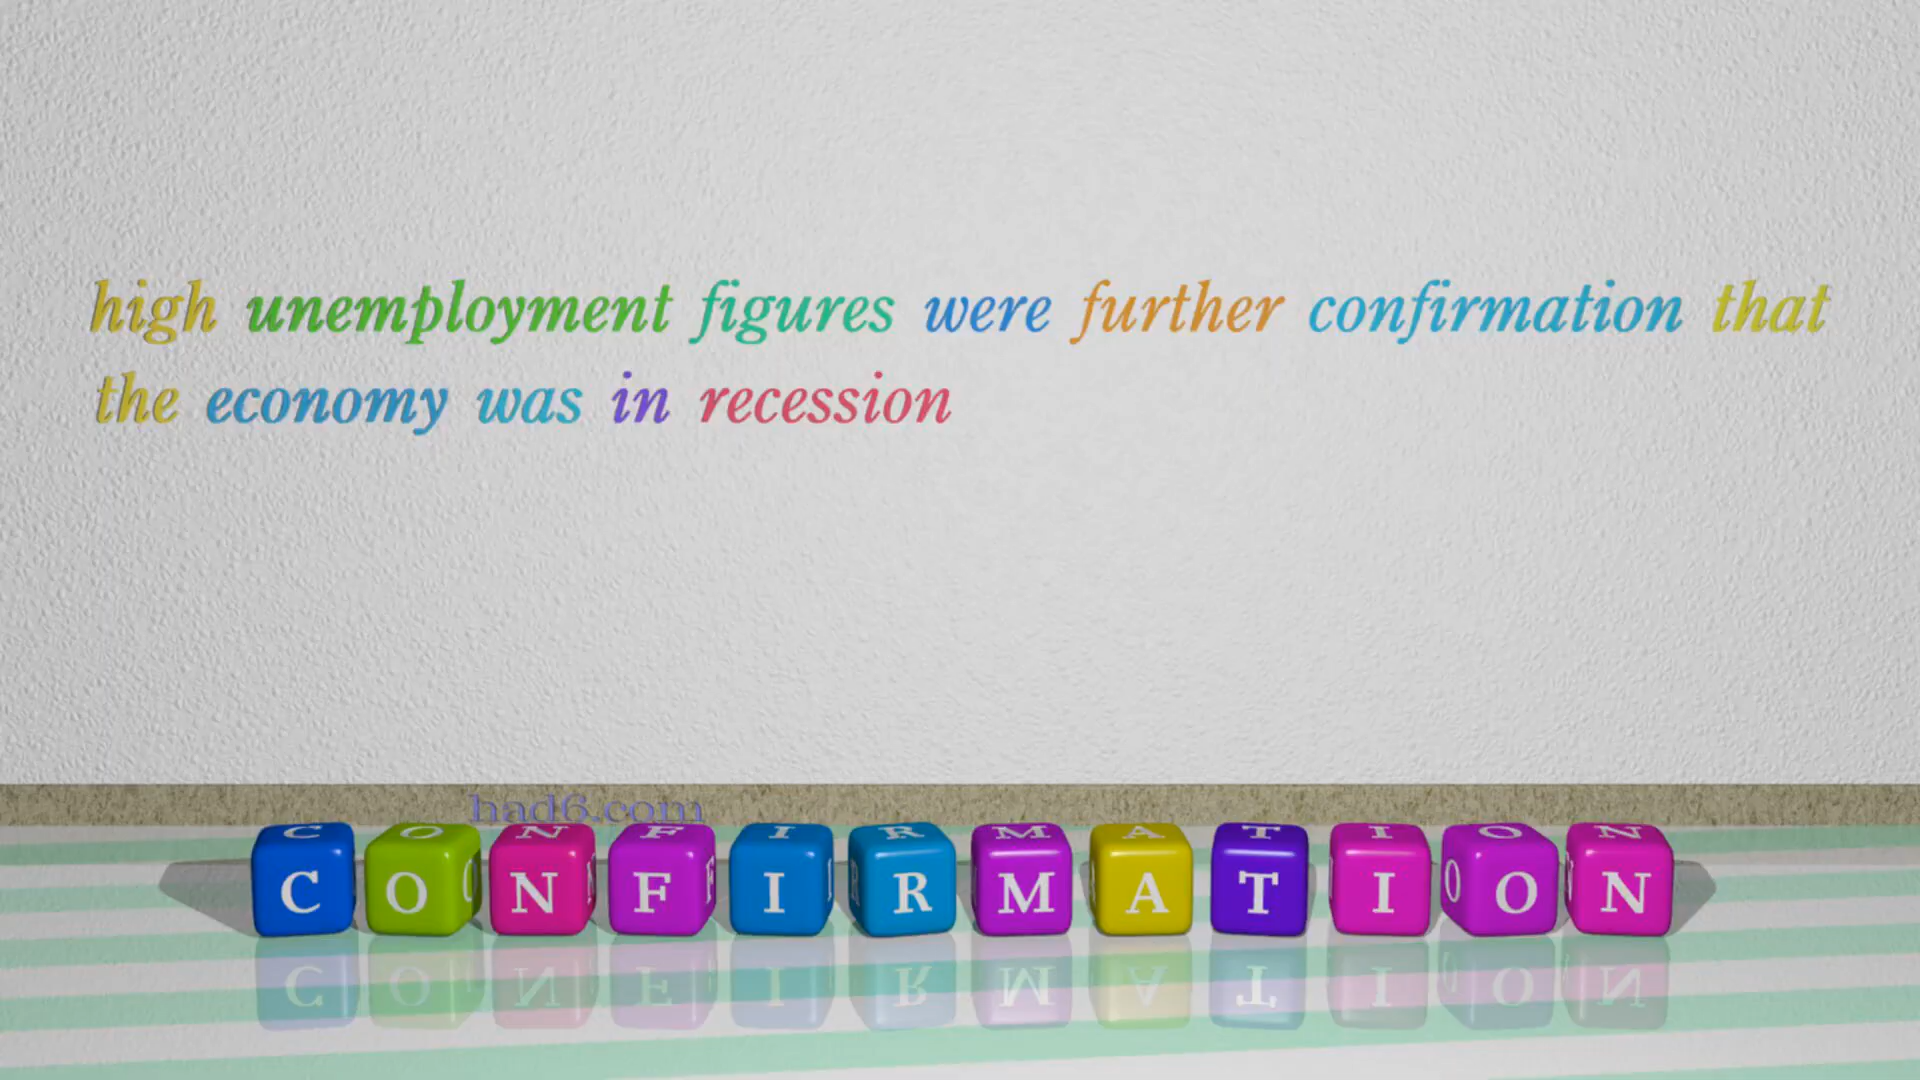 high unemployment figures were further confirmation that
the economy was in recession
had6.com
CONFIRMATION